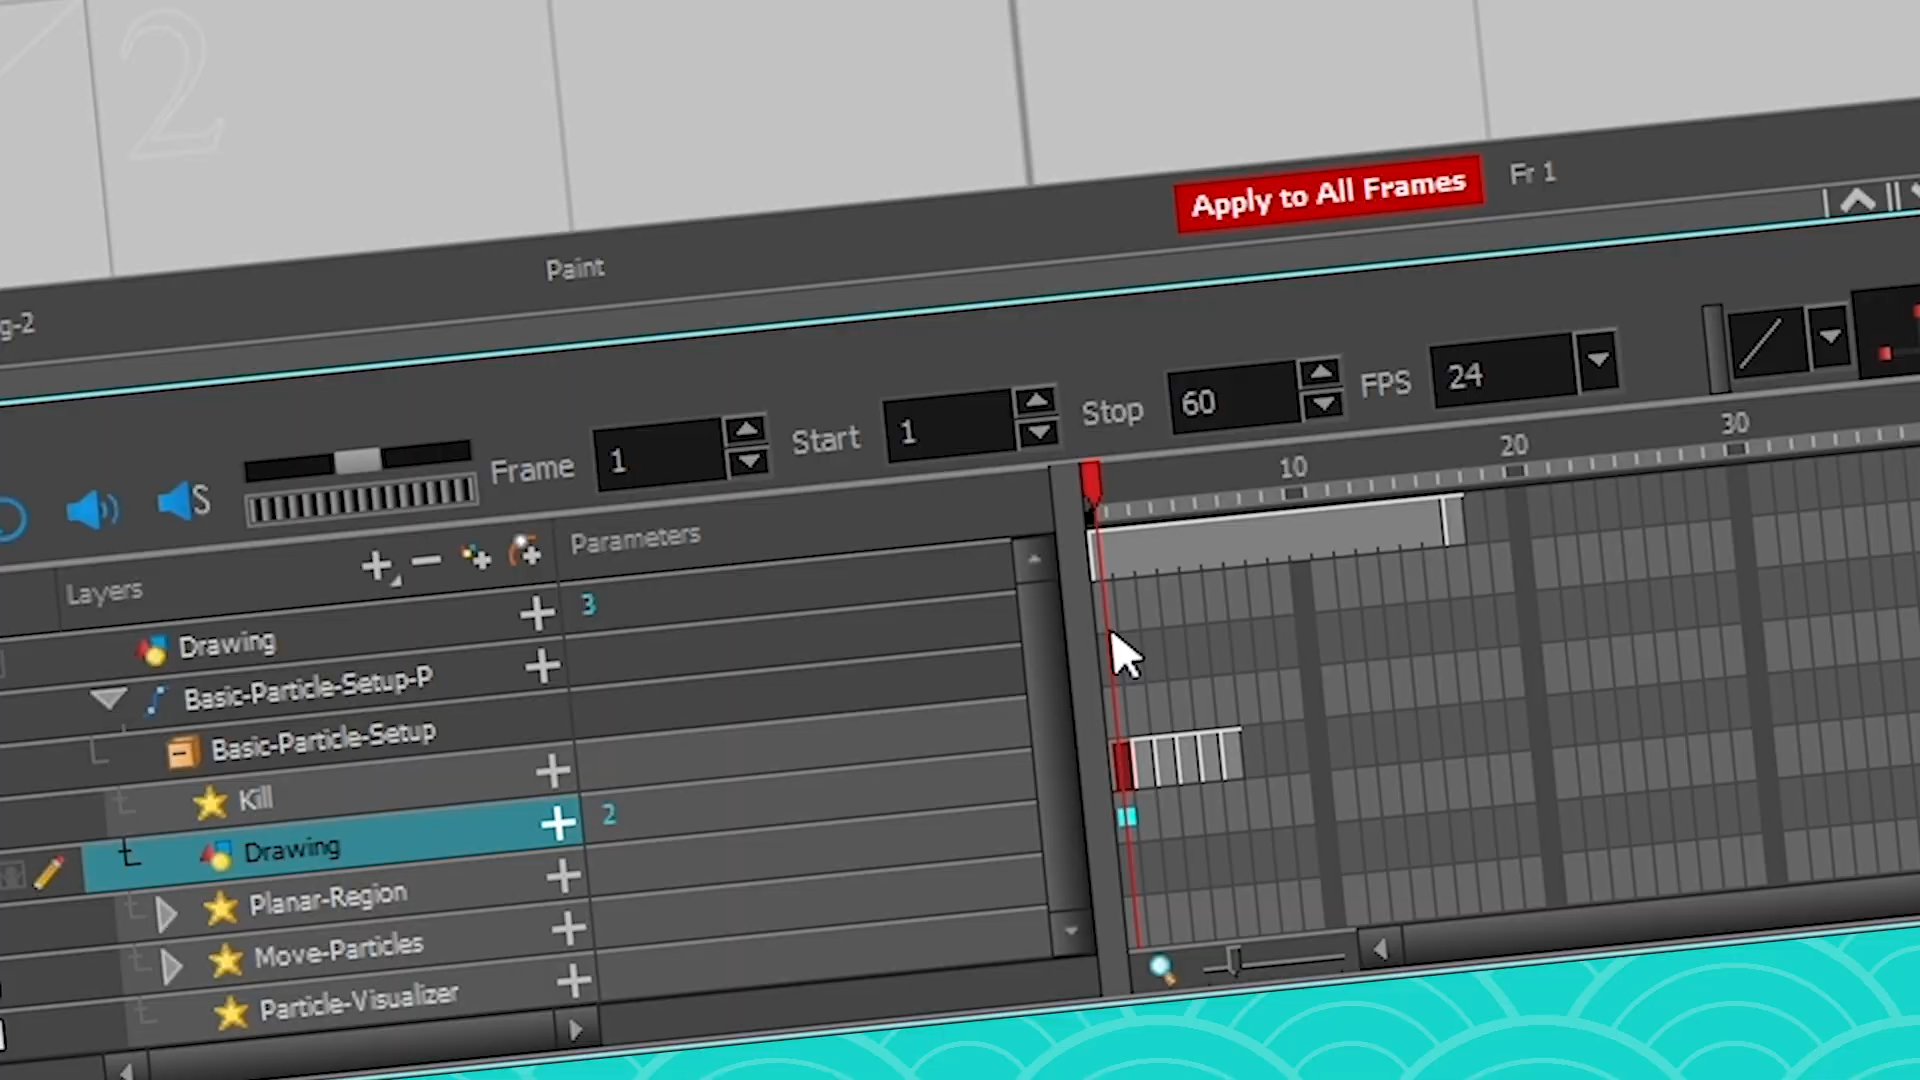 2
Apply to All Frames
Fr 1
Paint
g-2
Frame 1 Start 1 Stop 60 FPS 24
S
10 20 30
Layers Parameters
Drawing 3
Basic-Particle-Setup-P
Basic-Particle-Setup
Kill
Drawing 2
Planar-Region
Move-Particles
Particle-Visualizer